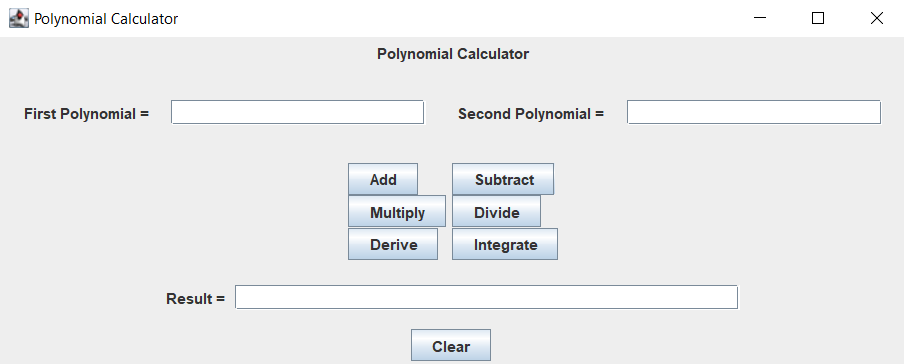 Polynomial Calculator
Polynomial Calculator
First Polynomial = Second Polynomial =
Add Subtract
Multiply Divide
Derive Integrate
Result =
Clear